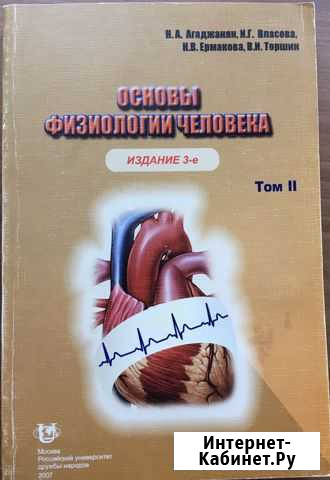 Н. А. Агаджанян, И.Г. Власова,
Н.В. Ермакова, В.И. Торшин
ОСНОВЫ
ФИЗИОЛОГИИ ЧЕЛОВЕКА
ИЗДАНИЕ 3-е
Том II
Москва
Российский университет
дружбы народов
2007
Интернет-
Кабинет.Ру